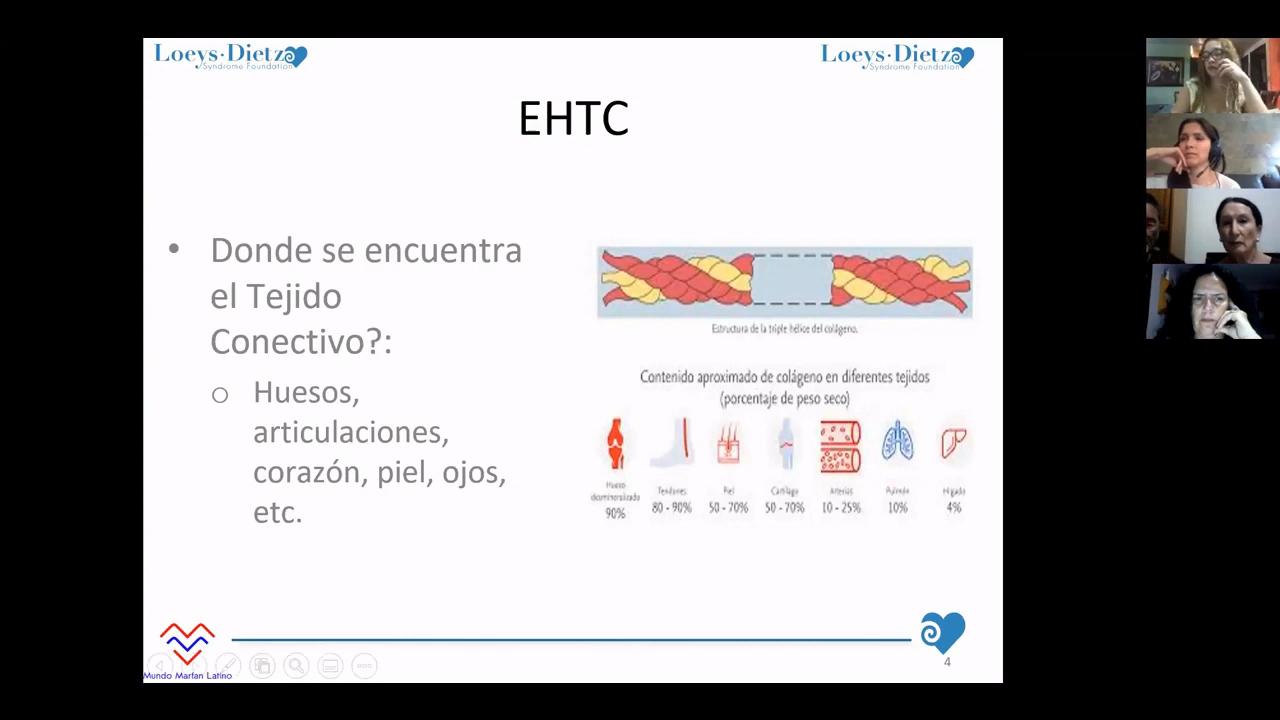 Loeys·Dietz
Syndrome Foundation
Loeys·Dietz
Syndrome Foundation
EHTC
• Donde se encuentra
el Tejido
Conectivo?:
o Huesos,
articulaciones,
corazón, piel, ojos,
etc.
Estructura de la triple hélice del colágeno.
Contenido aproximado de colágeno en diferentes tejidos
(porcentaje de peso seco)
Hueso
desmineralizado
90%
Tendones
80 - 90%
Piel
50 - 70%
Cartílago
50 - 70%
Arterias
10 - 25%
Pulmón
10%
Hígado
4%
Mundo Marfan Latino
4